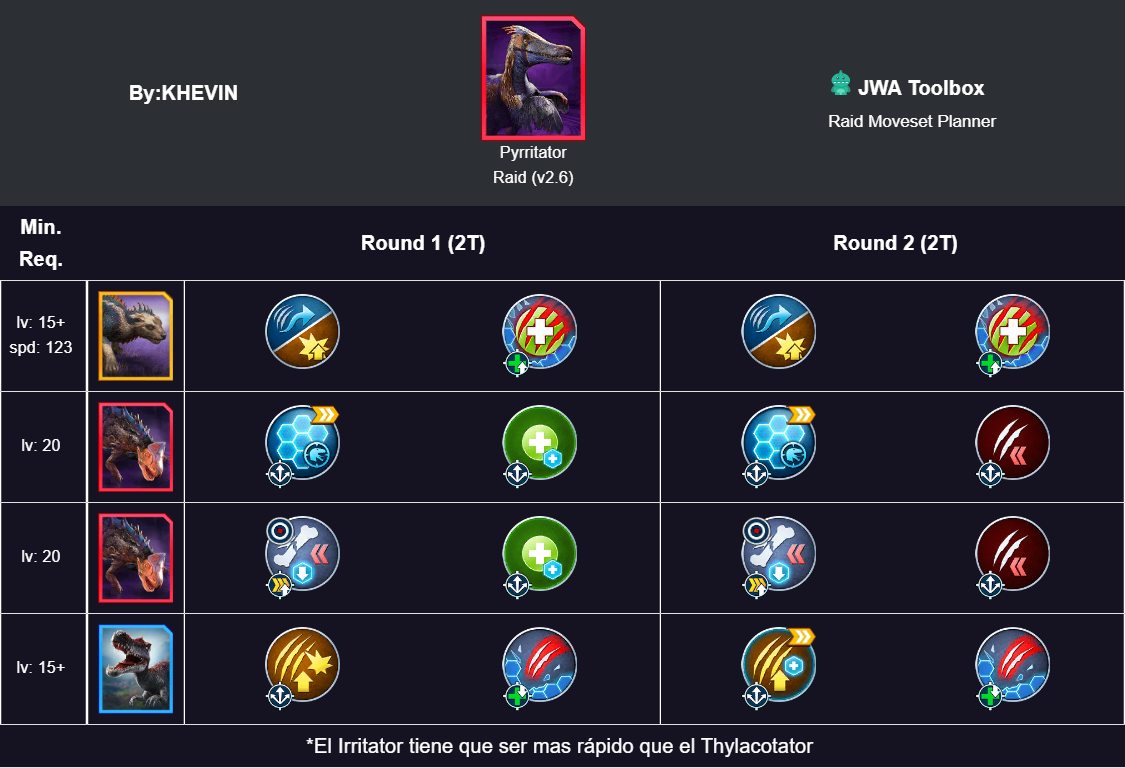 By:KHEVIN
JWA Toolbox
Raid Moveset Planner
Pyrritator
Raid (v2.6)
Min.
Req.
Round 1 (2T)
Round 2 (2T)
lv: 15+
spd: 123
lv: 20
lv: 20
lv: 15+
*El Irritator tiene que ser mas rápido que el Thylacotator